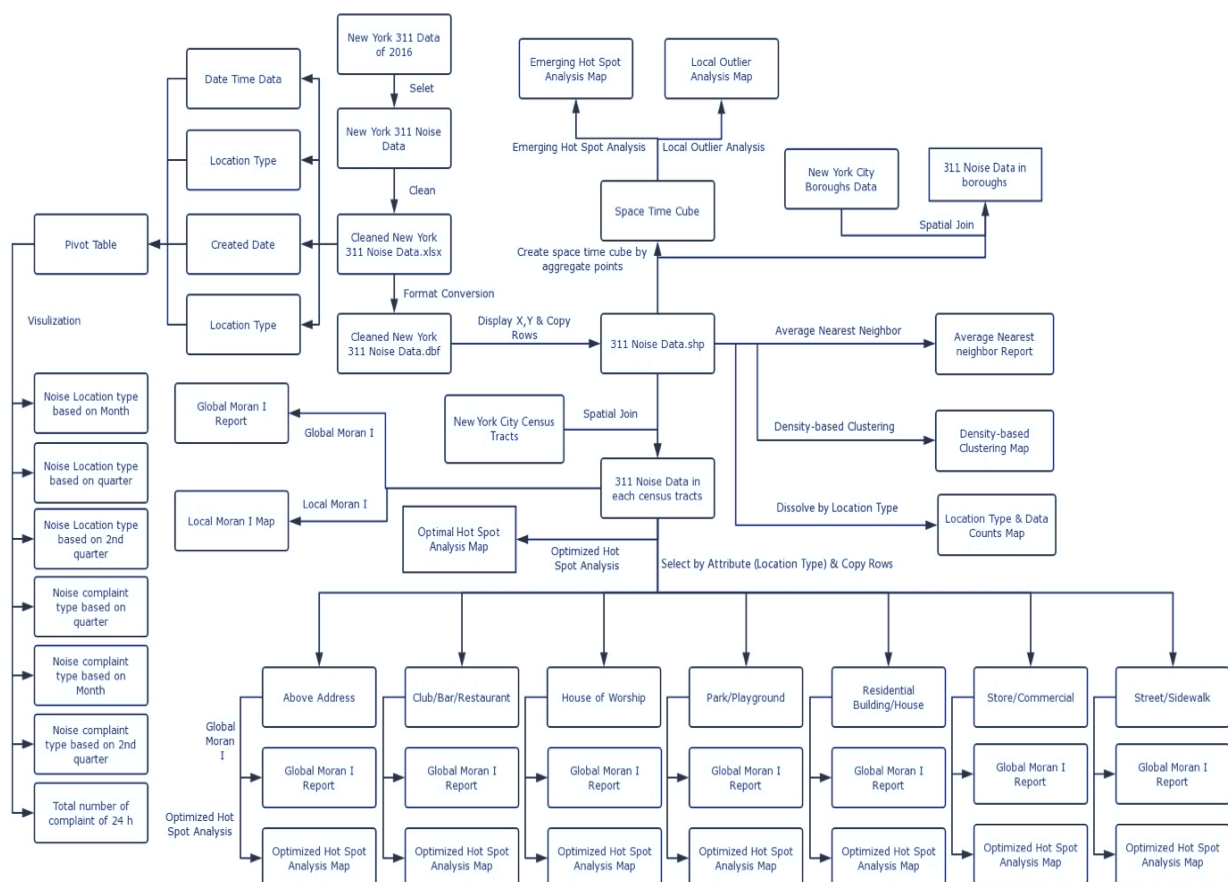 New York 311 Data
of 2016
Selet
New York 311 Noise
Data
Clean
Cleaned New York
311 Noise Data.xlsx
Format Conversion
Cleaned New York
311 Noise Data.dbf
Date Time Data
Location Type
Created Date
Location Type
Pivot Table
Visulization
Noise Location type
based on Month
Noise Location type
based on quarter
Noise Location type
based on 2nd
quarter
Noise complaint
type based on
quarter
Noise complaint
type based on
Month
Noise complaint
type based on 2nd
quarter
Total number of
complaint of 24 h
Display X,Y & Copy
Rows
311 Noise Data.shp
Create space time cube by
aggregate points
Space Time Cube
Emerging Hot Spot Analysis
Local Outlier Analysis
Emerging Hot Spot
Analysis Map
Local Outlier
Analysis Map
New York City
Boroughs Data
Spatial Join
311 Noise Data in
boroughs
Average Nearest Neighbor
Average Nearest
neighbor Report
Density-based Clustering
Density-based
Clustering Map
Dissolve by Location Type
Location Type & Data
Counts Map
New York City Census
Tracts
Spatial Join
311 Noise Data in
each census tracts
Global Moran I
Report
Global Moran I
Local Moran I
Local Moran I Map
Optimal Hot Spot
Analysis Map
Optimized Hot
Spot Analysis
Select by Attribute (Location Type) & Copy Rows
Above Address
Club/Bar/Restaurant
House of Worship
Park/Playground
Residential
Building/House
Store/Commercial
Street/Sidewalk
Global
Moran
I
Global Moran I
Report
Global Moran I
Report
Global Moran I
Report
Global Moran I
Report
Global Moran I
Report
Global Moran I
Report
Global Moran I
Report
Optimized Hot
Spot Analysis
Optimized Hot Spot
Analysis Map
Optimized Hot Spot
Analysis Map
Optimized Hot Spot
Analysis Map
Optimized Hot Spot
Analysis Map
Optimized Hot Spot
Analysis Map
Optimized Hot Spot
Analysis Map
Optimized Hot Spot
Analysis Map